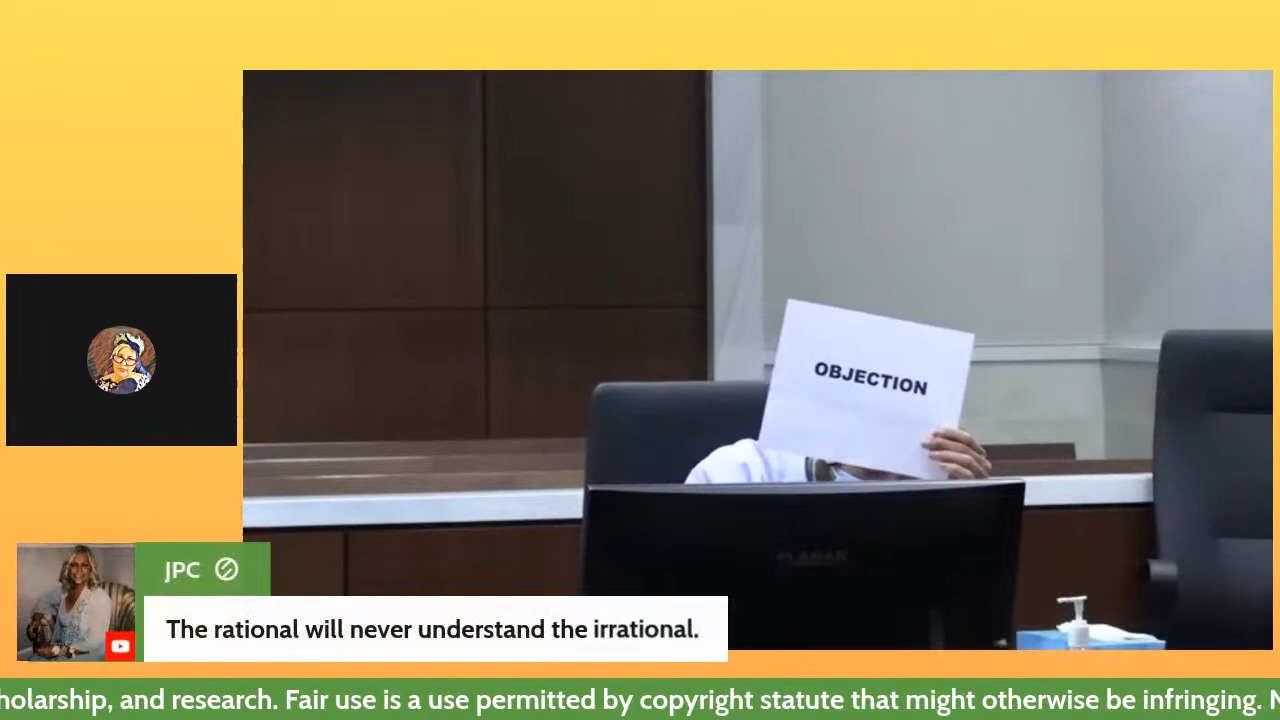 OBJECTION
PLANAR
JPC
The rational will never understand the irrational.
holarship, and research. Fair use is a use permitted by copyright statute that might otherwise be infringing. N